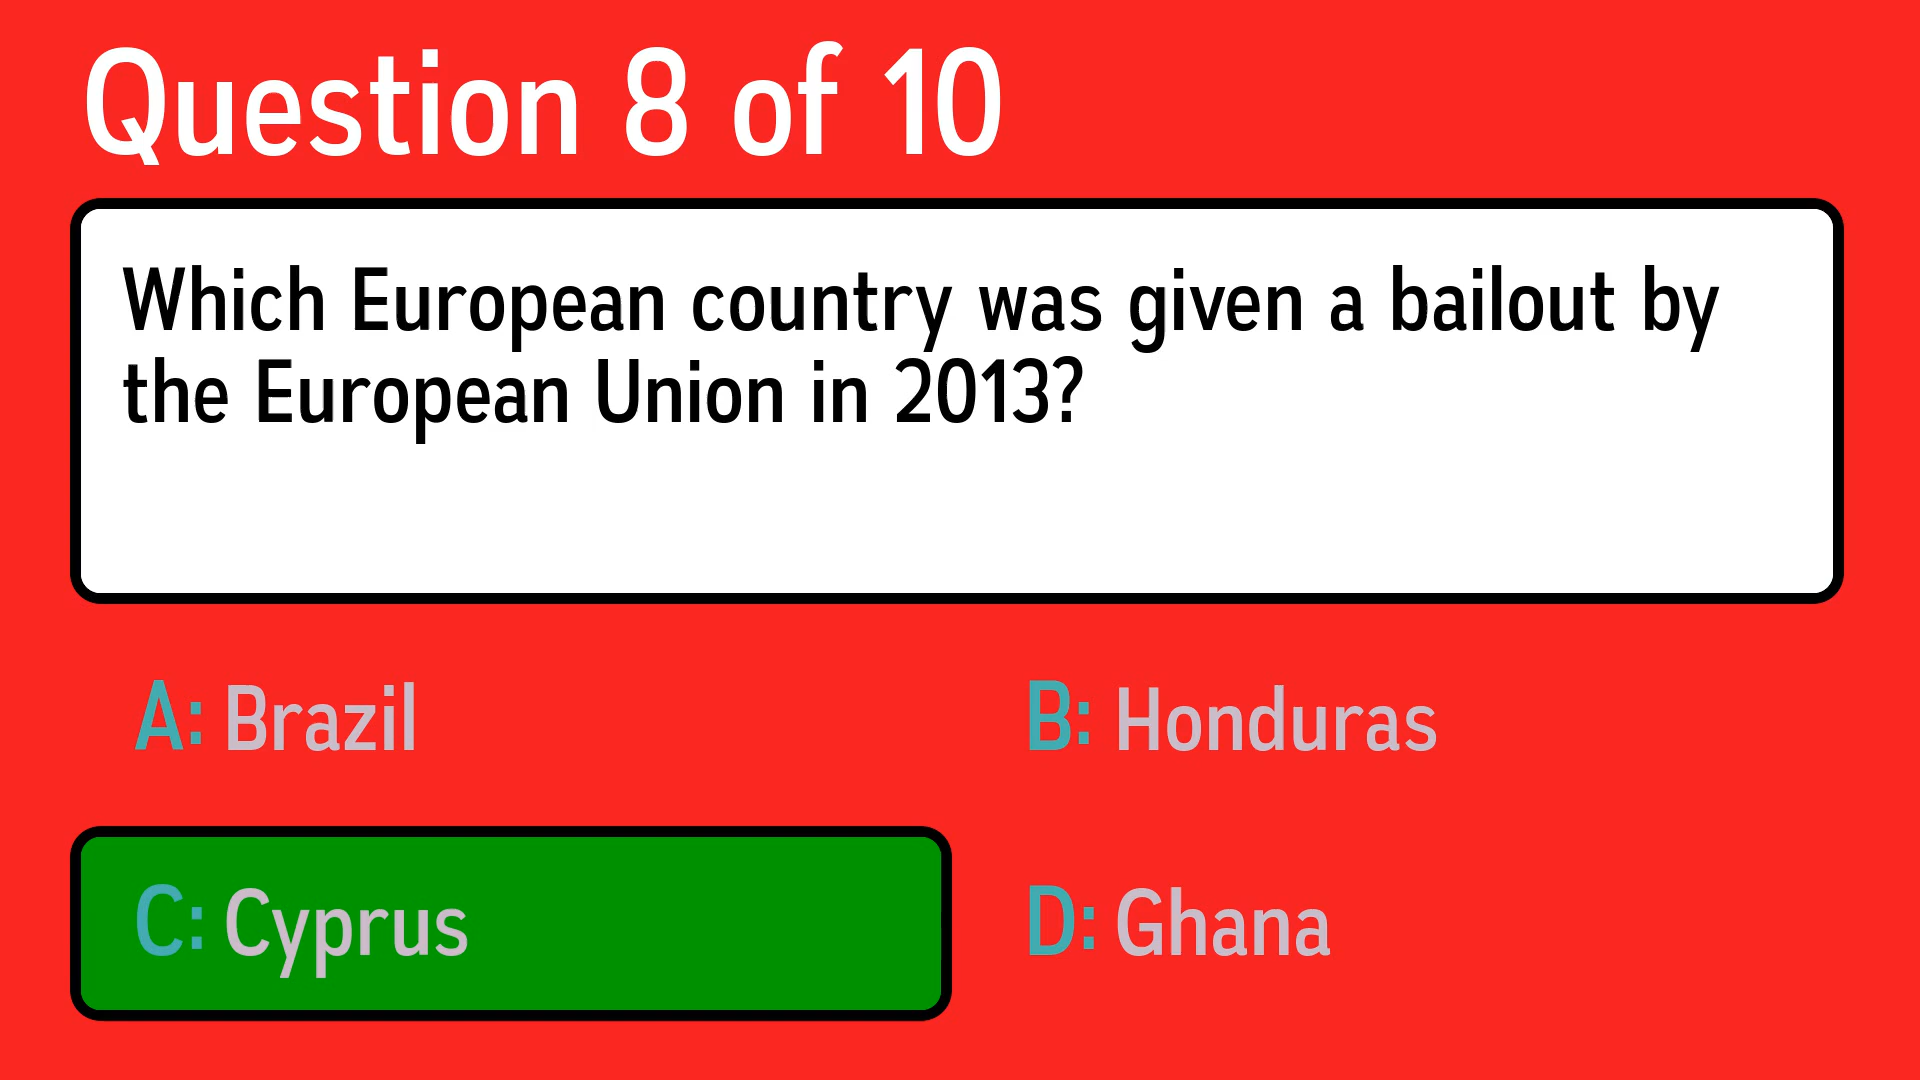 Question 8 of 10
Which European country was given a bailout by
the European Union in 2013?
A: Brazil
B: Honduras
C: Cyprus
D: Ghana